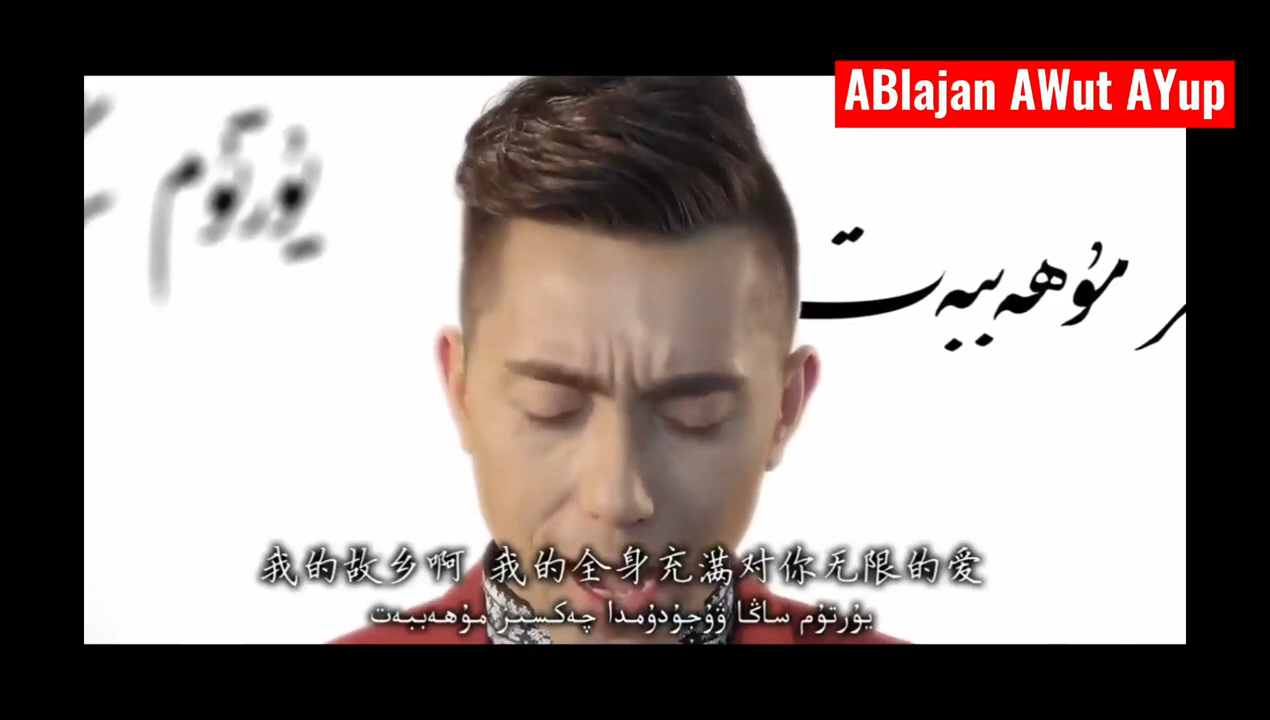 ABlajan AWut AYup
يۇرتۇم
مۇھەببەت
我的故乡啊 我的全身充满对你无限的爱
يۇرتۇم ساڭا ۋۇجۇدۇمدا چەكسىز مۇھەببەت